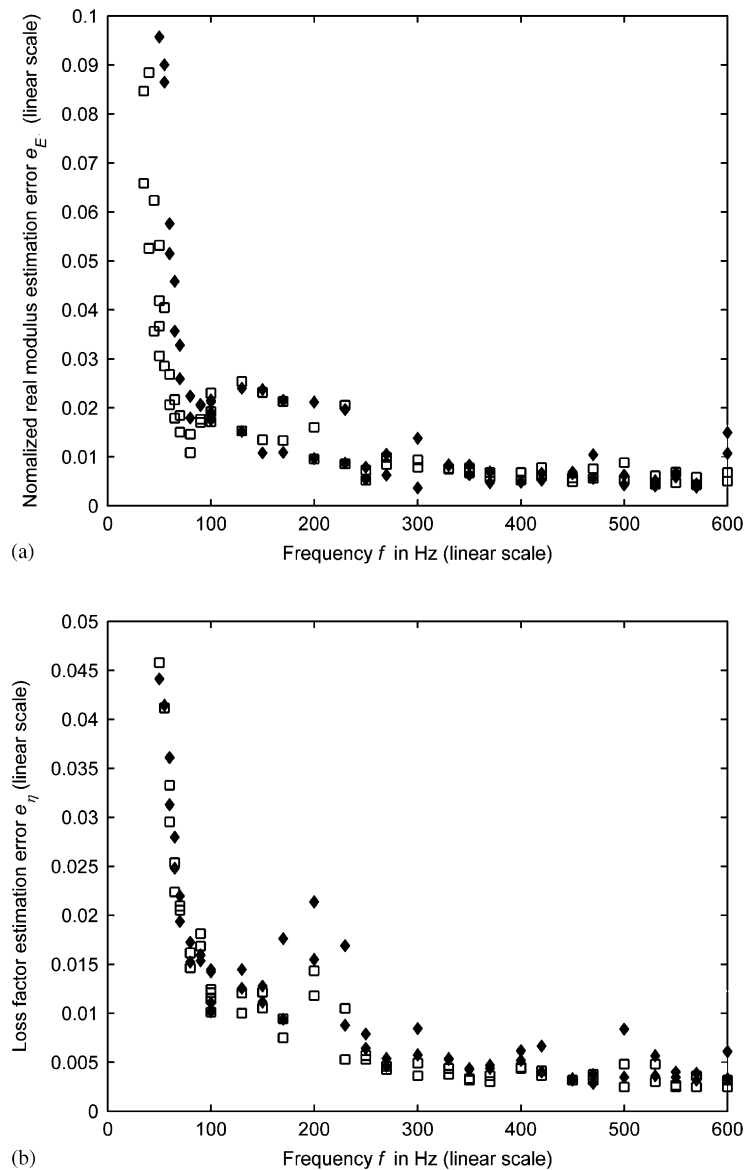 0.1
0.09
0.08
0.07
0.06
0.05
0.04
0.03
0.02
0.01
0
Nomalized real modulus estimation error e_E' (linear scale)
0 100 200 300 400 500 600
Frequency f in Hz (linear scale)
(a)
0.05
0.045
0.04
0.035
0.03
0.025
0.02
0.015
0.01
0.005
0
Loss factor estimation error e_η (linear scale)
0 100 200 300 400 500 600
Frequency f in Hz (linear scale)
(b)